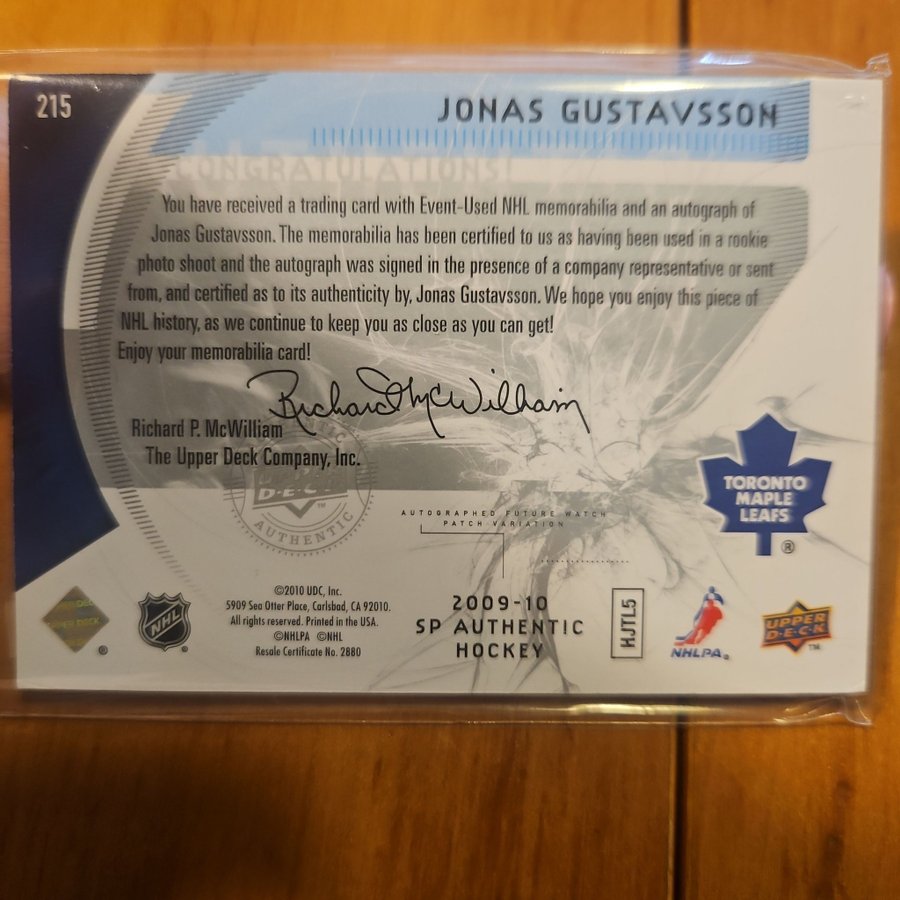 215
JONAS GUSTAVSSON
CONGRATULATIONS!
You have received a trading card with Event-Used NHL memorabilia and an autograph of
Jonas Gustavsson. The memorabilia has been certified to us as having been used in a rookie
photo shoot and the autograph was signed in the presence of a company representative or sent
from, and certified as to its authenticity by, Jonas Gustavsson. We hope you enjoy this piece of
NHL history, as we continue to keep you as close as you can get!
Enjoy your memorabilia card!
Richard McWilliam
Richard P. McWilliam
The Upper Deck Company, Inc.
DECK
AUTHENTIC
AUTOGRAPHED FUTURE WATCH
PATCH VARIATION
TORONTO
MAPLE
LEAFS
®
UPPER DECK
®
NHL
®
©2010 UDC, Inc.
5909 Sea Otter Place, Carlsbad, CA 92010.
All rights reserved. Printed in the USA.
©NHLPA ©NHL
Resale Certificate No. 2880
2009-10
SP AUTHENTIC
HOCKEY
HJTL5
NHLPA®
UPPER
DECK
TM